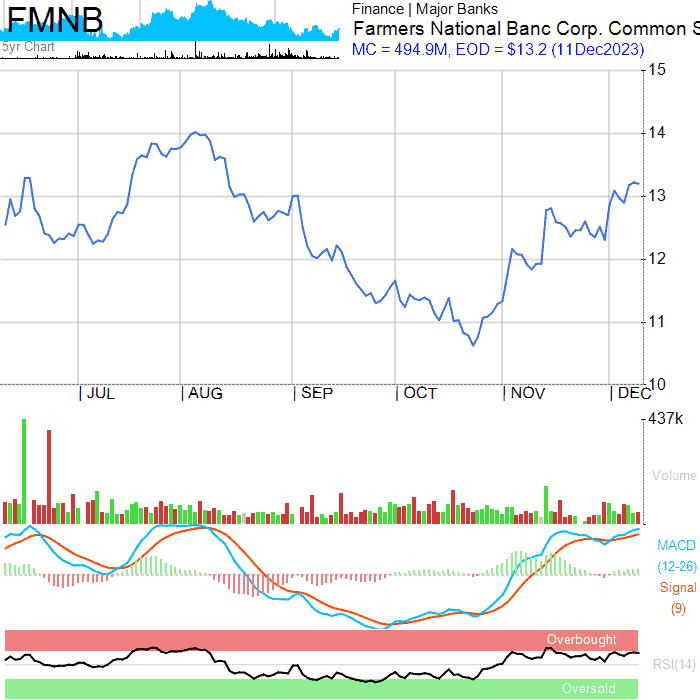 FMNB
5yr Chart
Finance | Major Banks
Farmers National Banc Corp. Common S
MC = 494.9M, EOD = $13.2 (11Dec2023)
15
14
13
12
11
10
| JUL
| AUG
| SEP
| OCT
| NOV
| DEC
437k
Volume
MACD
(12-26)
Signal
(9)
Overbought
RSI(14)
Oversold